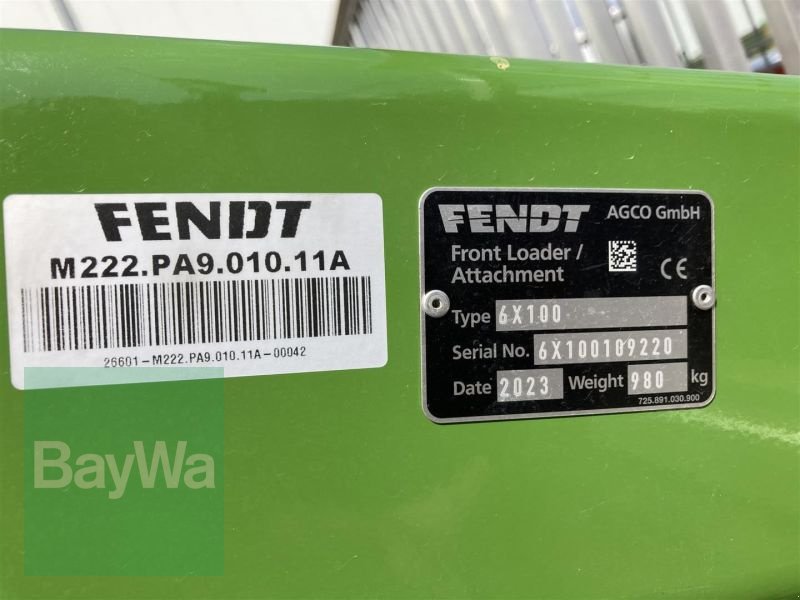 FENDT
M222.PA9.010.11A
26601-M222.PA9.010.11A-00042
FENDT AGCO GmbH
Front Loader /
Attachment
CE
Type 6X100
Serial No. 6X100109220
Date 2023 Weight 980 kg
725.891.030.900
BayWa